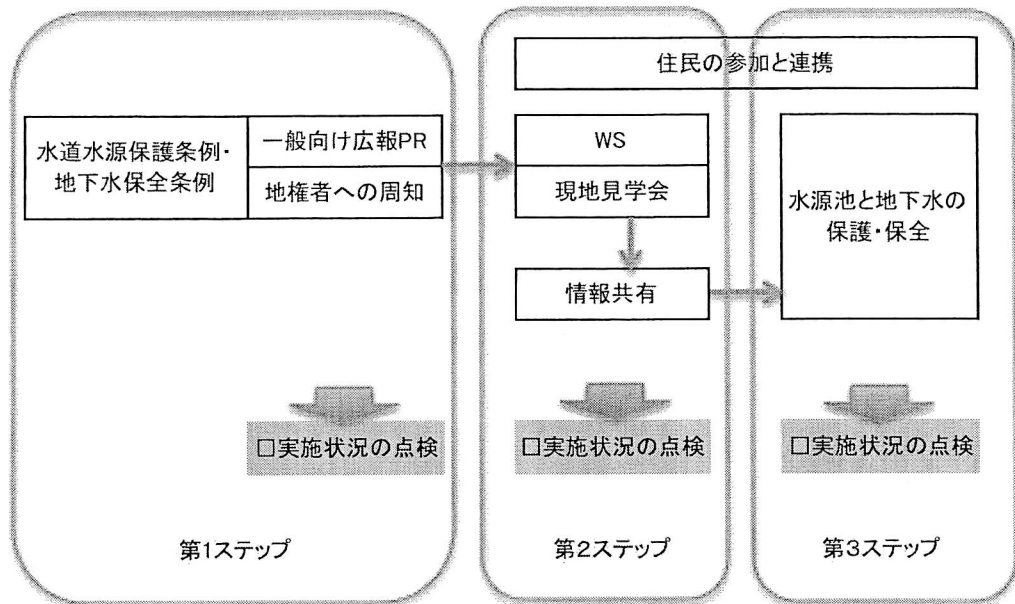 住民の参加と連携
水道水源保護条例・
地下水保全条例
一般向け広報PR
地権者への周知
WS
現地見学会
情報共有
水源池と地下水の
保護・保全
□実施状況の点検
□実施状況の点検
□実施状況の点検
第1ステップ
第2ステップ
第3ステップ